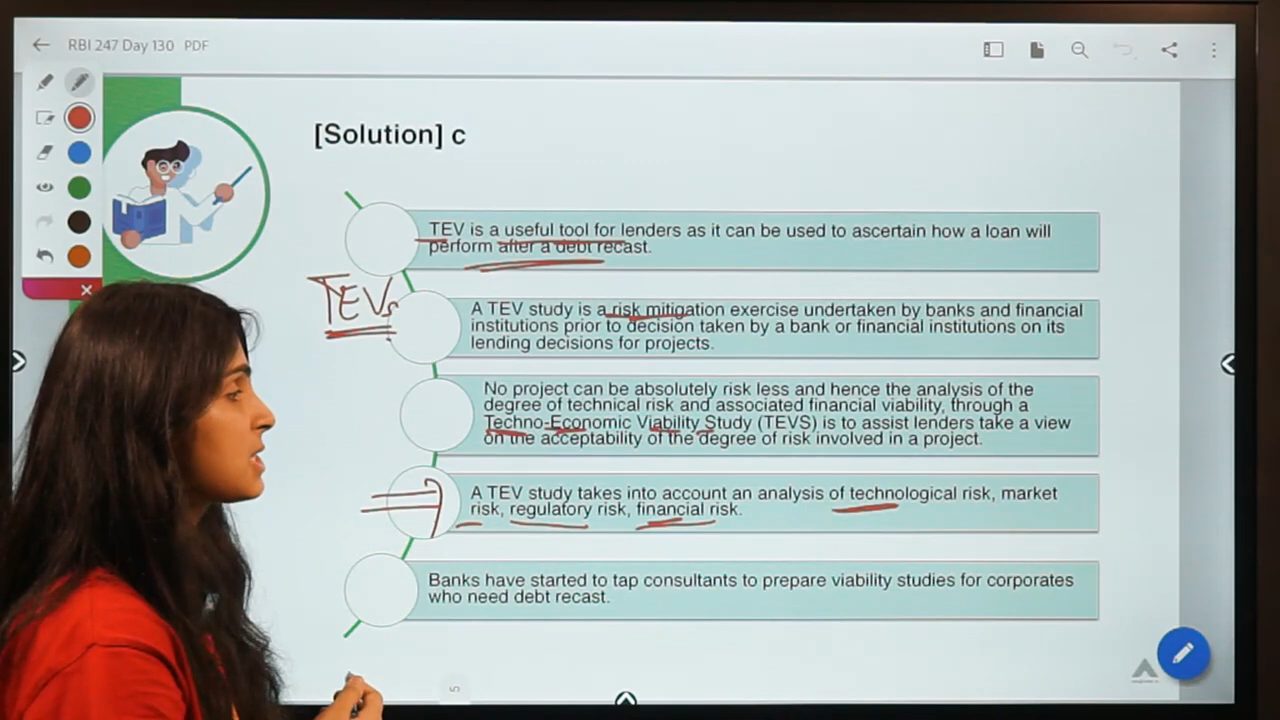 RBI 247 Day 130 PDF
[Solution] c
TEV is a useful tool for lenders as it can be used to ascertain how a loan will
perform after a debt recast.
TEVs
A TEV study is a risk mitigation exercise undertaken by banks and financial
institutions prior to decision taken by a bank or financial institutions on its
lending decisions for projects.
No project can be absolutely risk less and hence the analysis of the
degree of technical risk and associated financial viability, through a
Techno-Economic Viability Study (TEVS) is to assist lenders take a view
on the acceptability of the degree of risk involved in a project.
A TEV study takes into account an analysis of technological risk, market
risk, regulatory risk, financial risk.
Banks have started to tap consultants to prepare viability studies for corporates
who need debt recast.
5